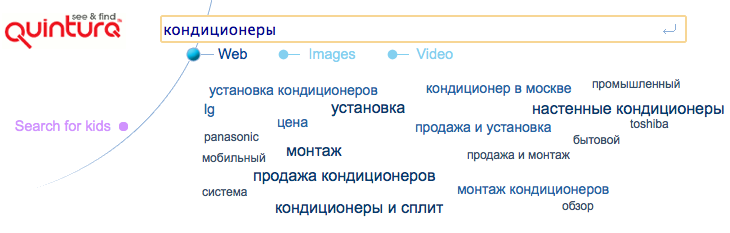 see & find
Quintura
кондиционеры
Web Images Video
Search for kids
установка кондиционеров
кондиционер в москве
промышленный
lg
установка
настенные кондиционеры
цена
продажа и установка
toshiba
panasonic
бытовой
мобильный
монтаж
продажа и монтаж
продажа кондиционеров
система
монтаж кондиционеров
кондиционеры и сплит
обзор